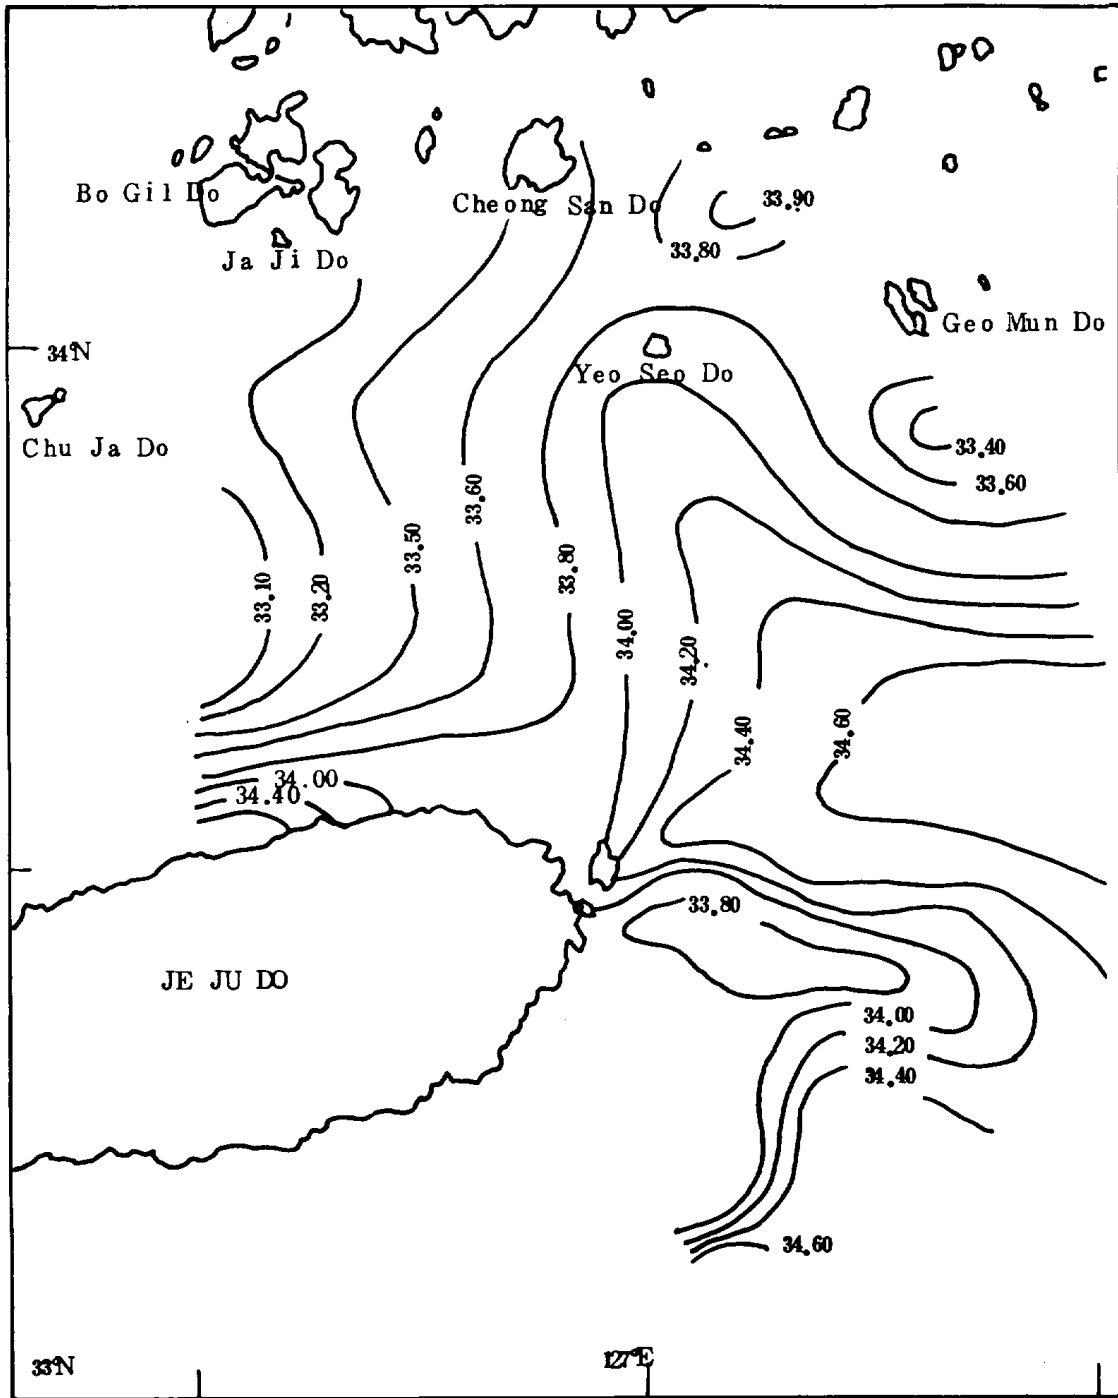 Bo Gil Do
Cheong San Do
33.90
33.80
Ja Ji Do
Geo Mun Do
34°N
Yeo Seo Do
Chu Ja Do
33.40
33.60
33.60
33.50
33.80
33.10
33.20
34.00
34.20
34.40
34.60
34.00
34.40
33.80
JE JU DO
34.00
34.20
34.40
34.60
33°N
127°E